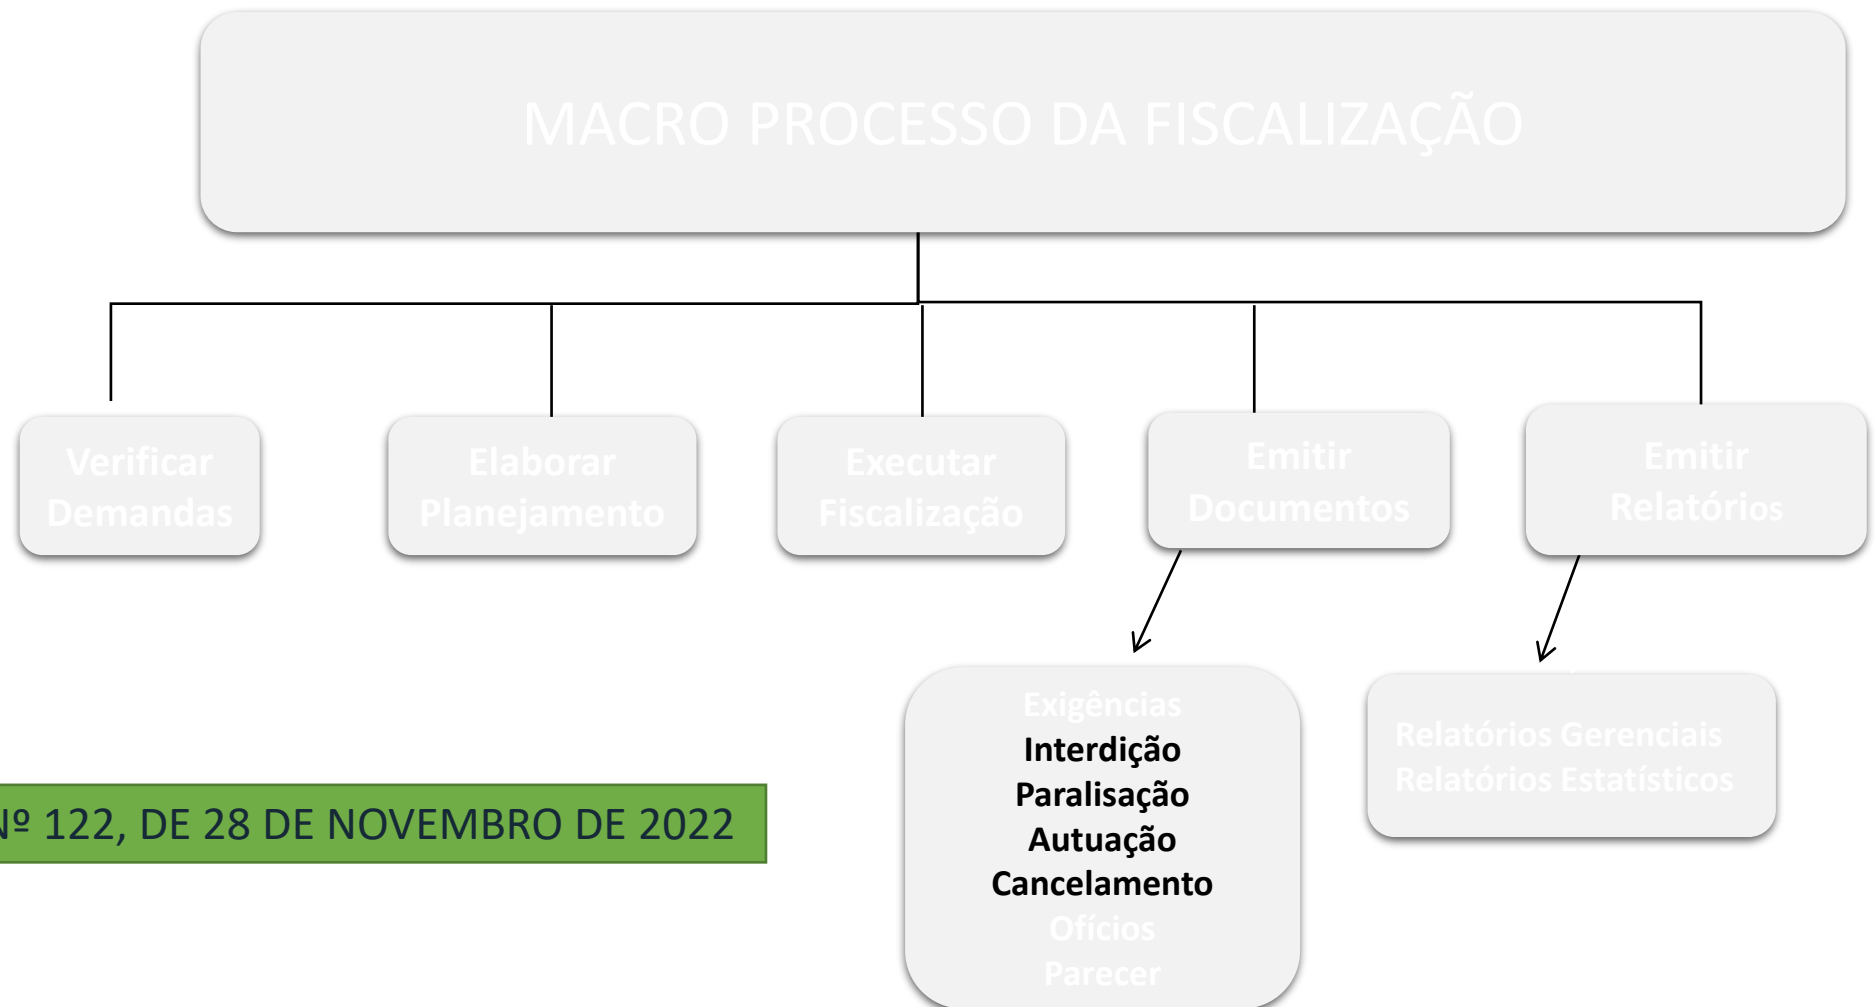 MACRO PROCESSO DA FISCALIZAÇÃO
Verificar
Demandas
Elaborar
Planejamento
Executar
Fiscalização
Emitir
Documentos
Emitir
Relatórios
Exigências
Interdição
Paralisação
Autuação
Cancelamento
Ofícios
Parecer
Relatórios Gerenciais
Relatórios Estatísticos
Nº 122, DE 28 DE NOVEMBRO DE 2022